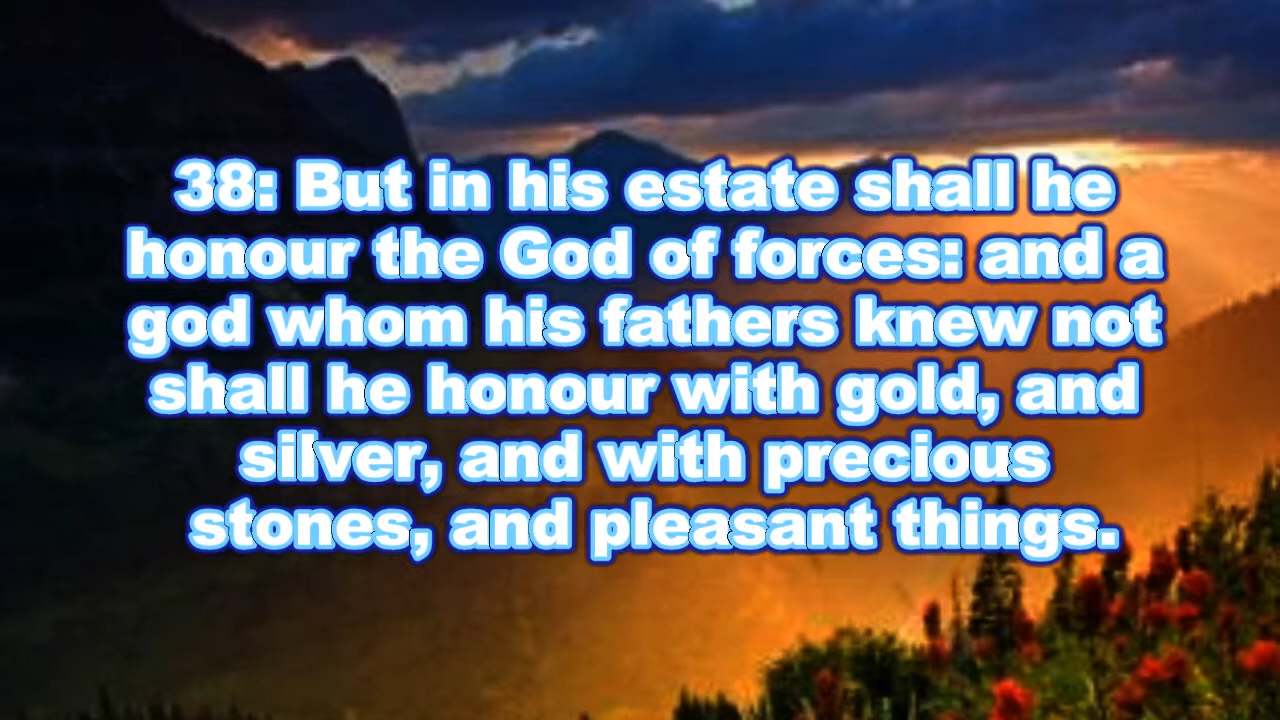 38: But in his estate shall he
honour the God of forces: and a
god whom his fathers knew not
shall he honour with gold, and
silver, and with precious
stones, and pleasant things.